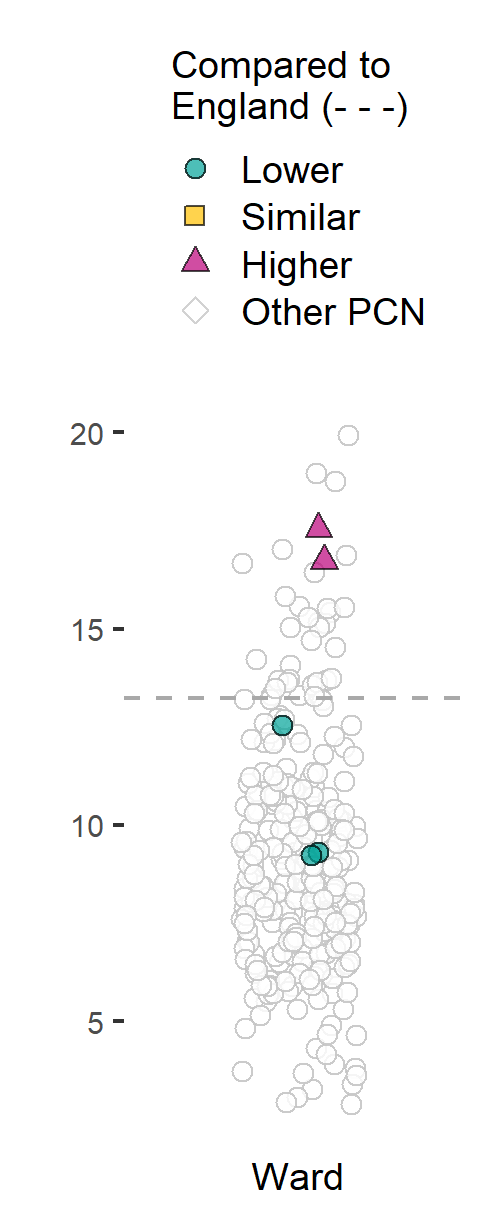 Compared to
England (- - -)
Lower
Similar
Higher
Other PCN
20
15
10
5
Ward